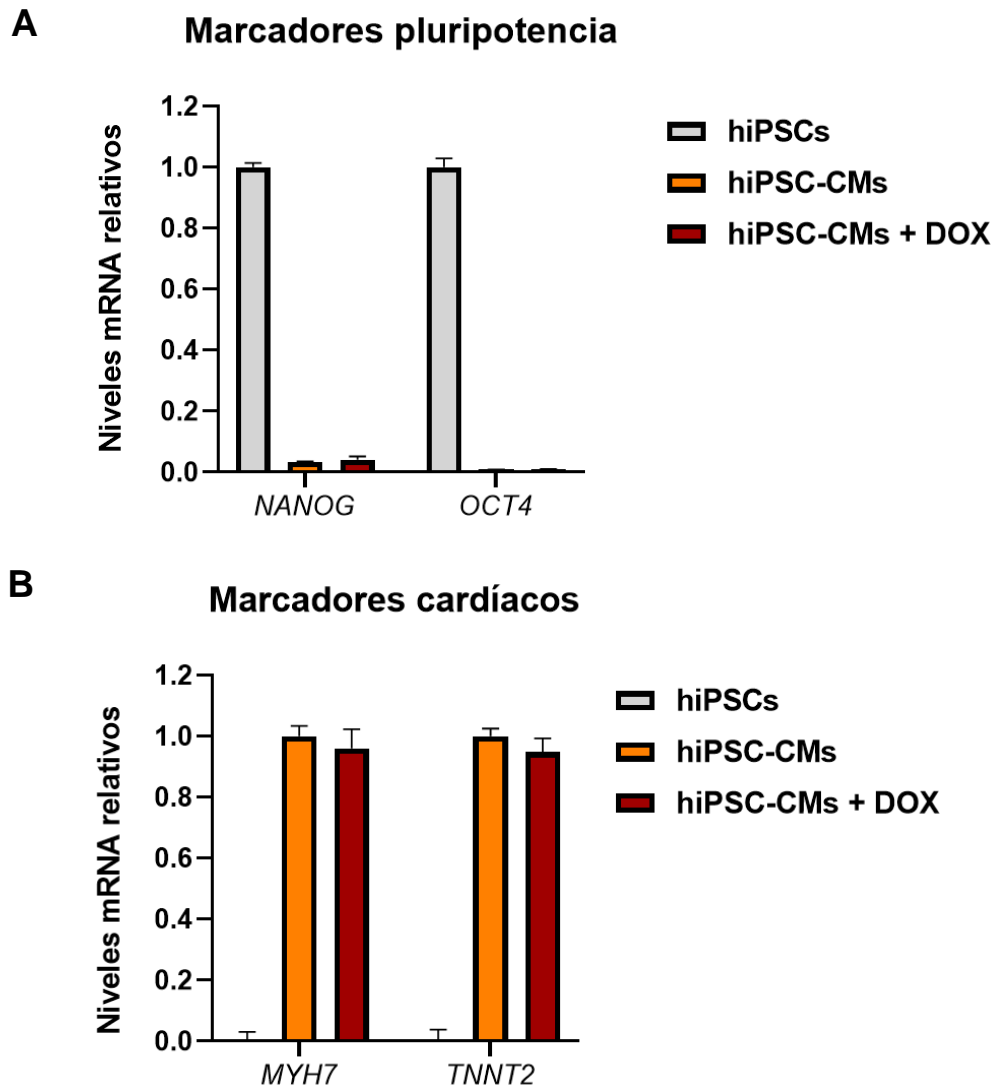 A
Marcadores pluripotencia
Niveles mRNA relativos
1.2
1.0
0.8
0.6
0.4
0.2
0.0
NANOG
OCT4
hiPSCs
hiPSC-CMs
hiPSC-CMs + DOX
B
Marcadores cardíacos
Niveles mRNA relativos
1.2
1.0
0.8
0.6
0.4
0.2
0.0
MYH7
TNNT2
hiPSCs
hiPSC-CMs
hiPSC-CMs + DOX